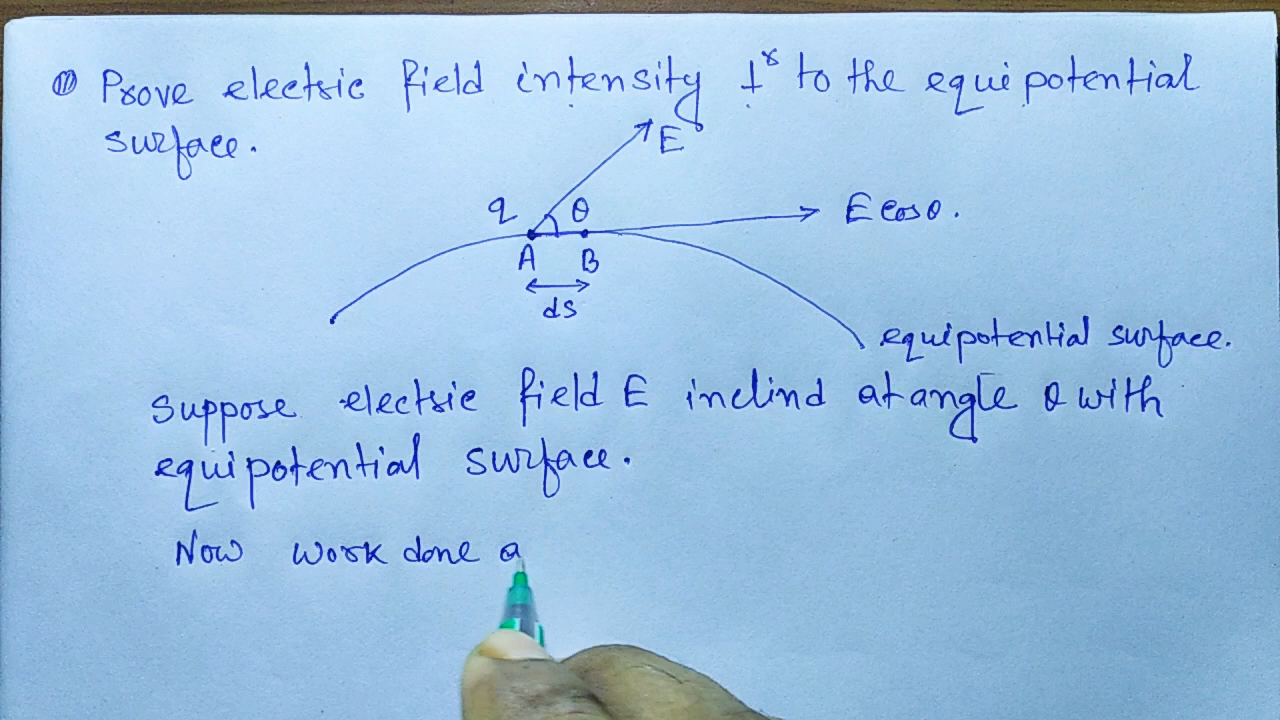 ⑪ Prove electric field intensity ⊥ʳ to the equipotential
surface.
E
q θ E cosθ.
A B
ds
equipotential surface.
Suppose electric field E inclind at angle θ with
equipotential surface.
Now work done a